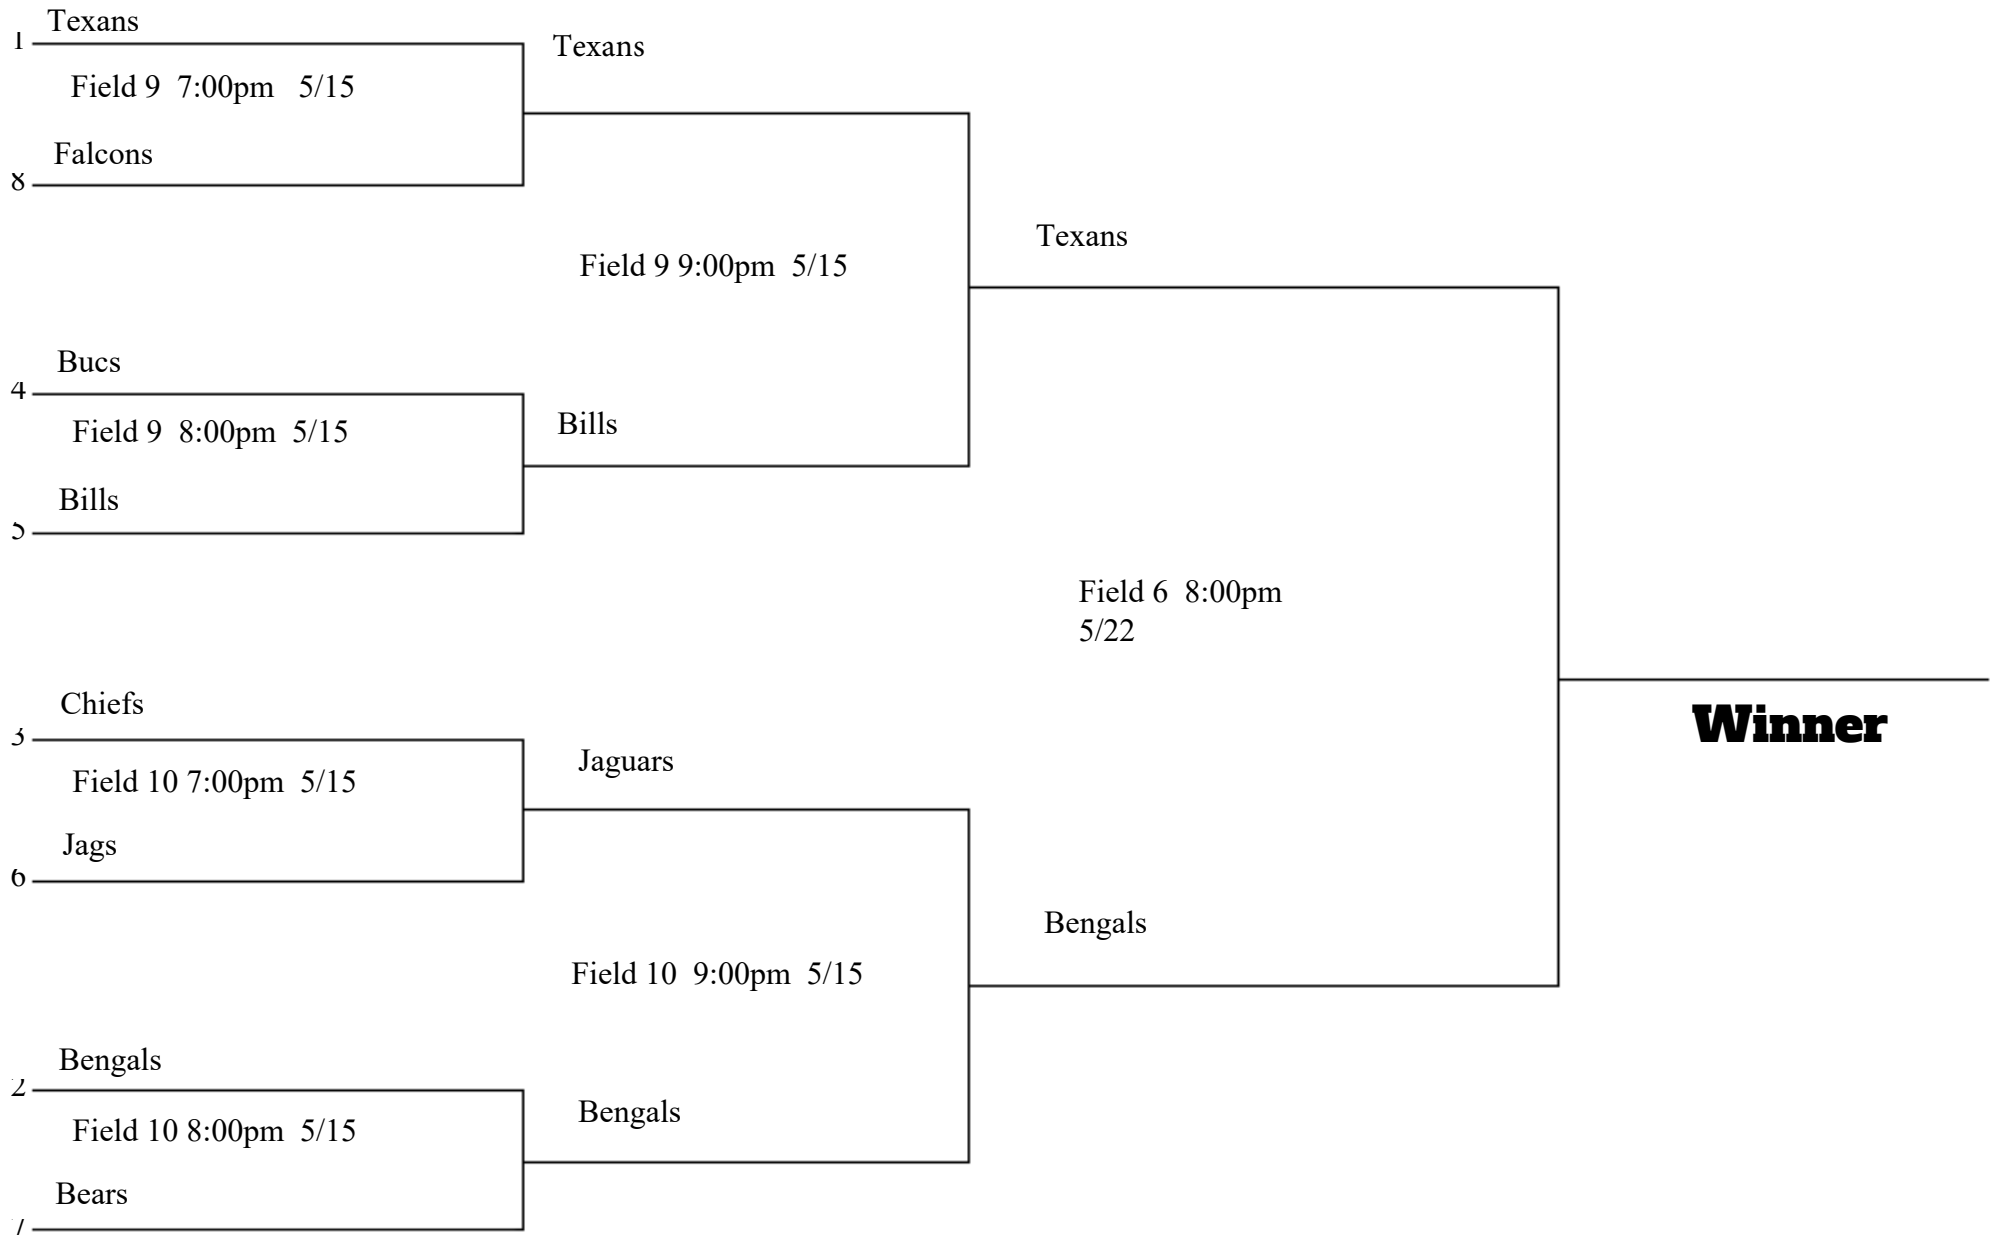 Texans
1
Texans
Field 9 7:00pm 5/15
Falcons
8
Texans
Field 9 9:00pm 5/15
Bucs
4
Field 9 8:00pm 5/15
Bills
Bills
5
Field 6 8:00pm
5/22
Chiefs
3
Winner
Jaguars
Field 10 7:00pm 5/15
Jags
6
Bengals
Field 10 9:00pm 5/15
Bengals
2
Bengals
Field 10 8:00pm 5/15
Bears
7